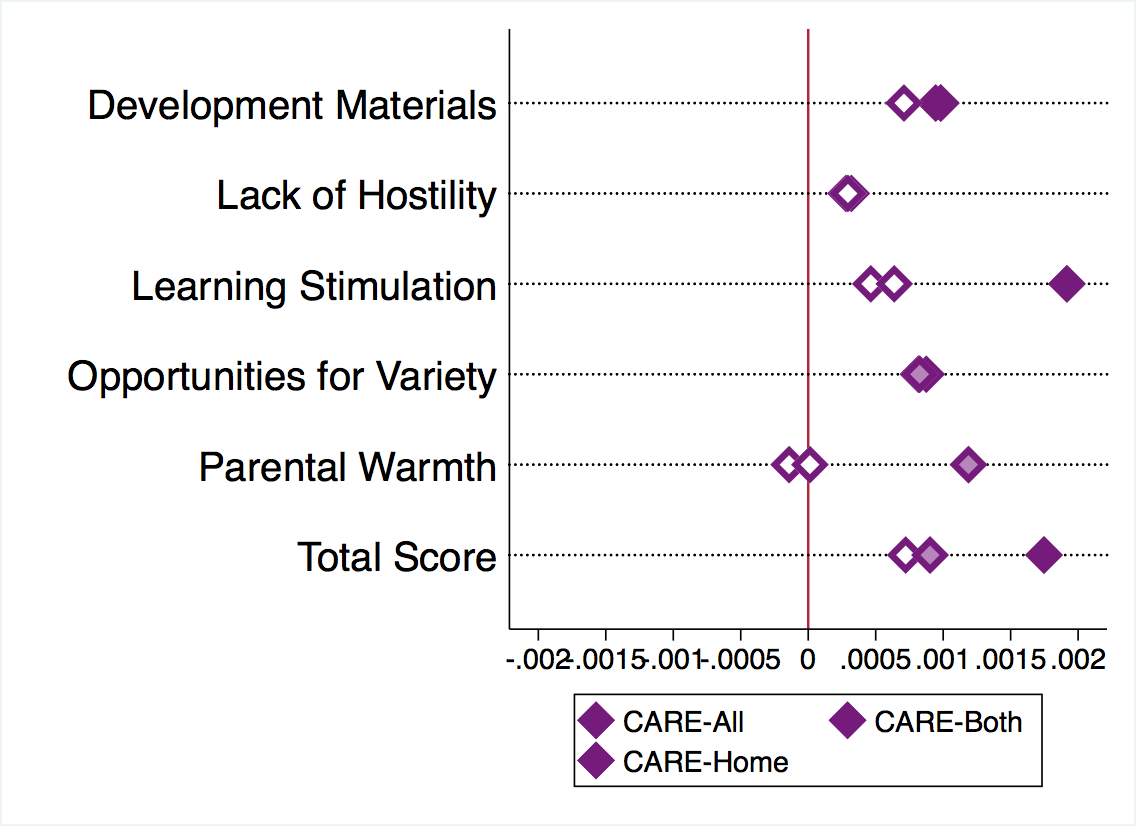 Development Materials
Lack of Hostility
Learning Stimulation
Opportunities for Variety
Parental Warmth
Total Score
-.002 -.0015 -.001 -.0005 0 .0005 .001 .0015 .002
CARE-All CARE-Both
CARE-Home